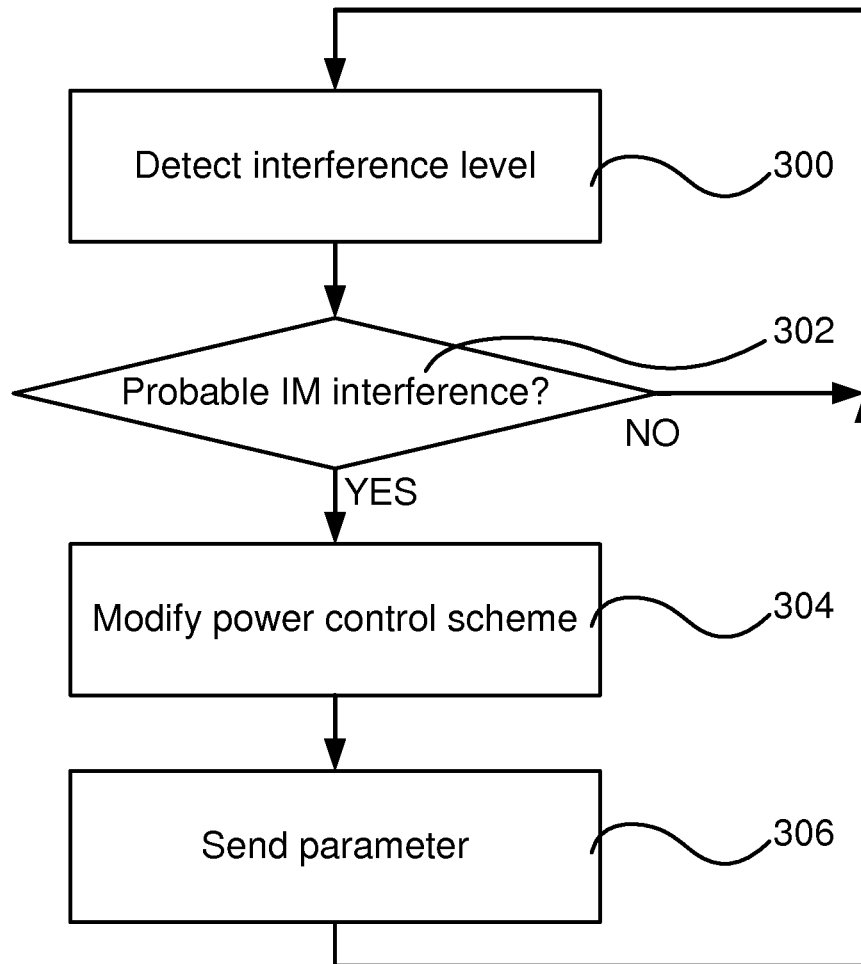 Detect interference level
300
302
Probable IM interference?
NO
YES
Modify power control scheme
304
Send parameter
306